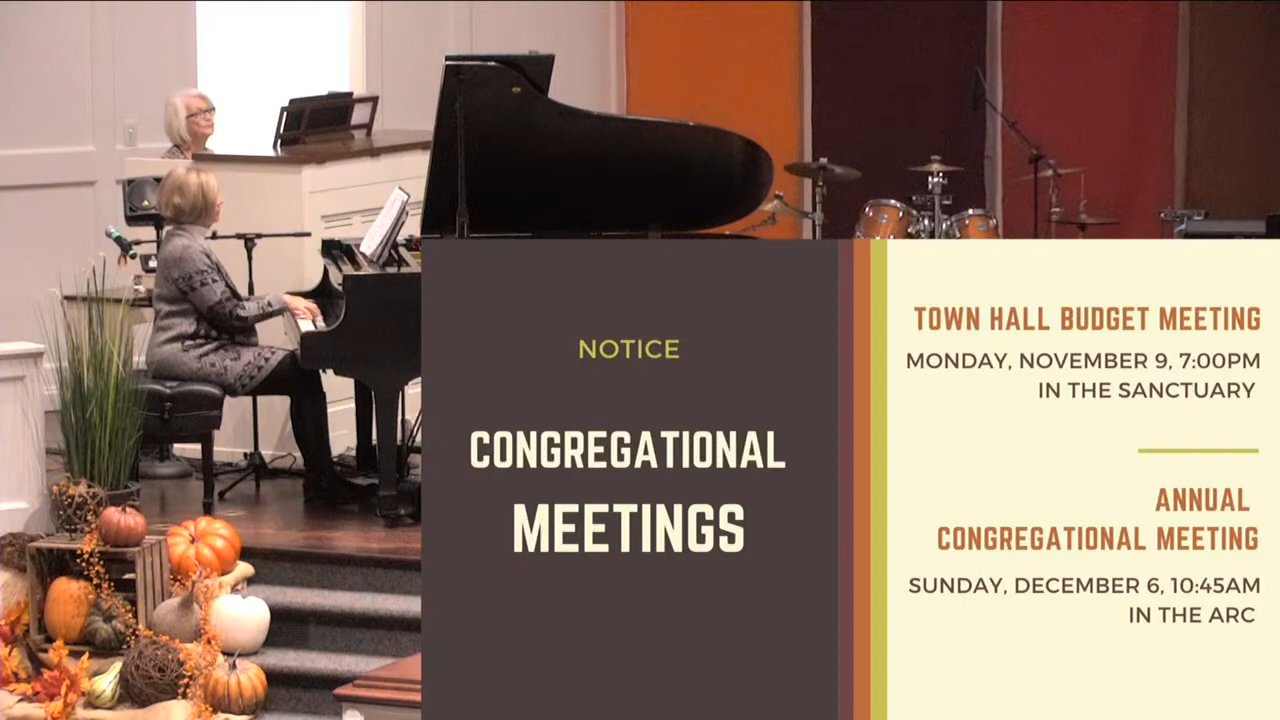 NOTICE
CONGREGATIONAL
MEETINGS
TOWN HALL BUDGET MEETING
MONDAY, NOVEMBER 9, 7:00PM
IN THE SANCTUARY
ANNUAL
CONGREGATIONAL MEETING
SUNDAY, DECEMBER 6, 10:45AM
IN THE ARC